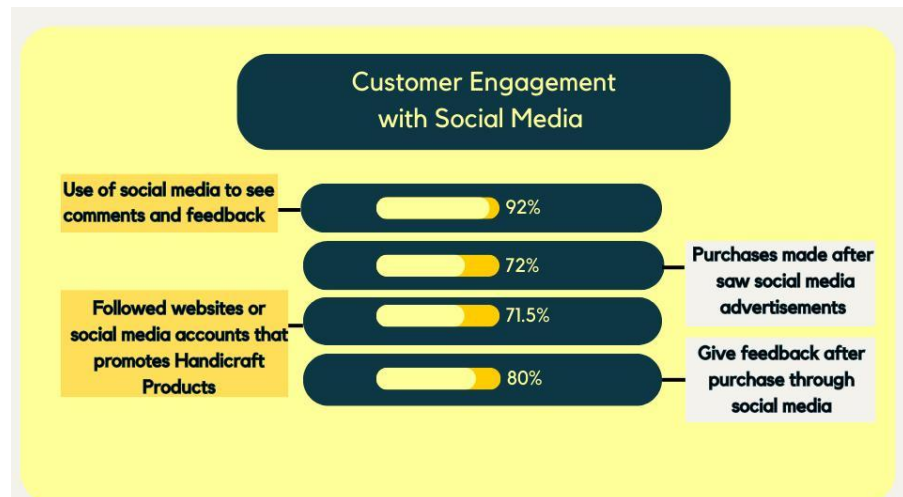 Customer Engagement
with Social Media
Use of social media to see
comments and feedback
92%
72%
Purchases made after
saw social media
advertisements
Followed websites or
social media accounts that
promotes Handicraft
Products
71.5%
80%
Give feedback after
purchase through
social media